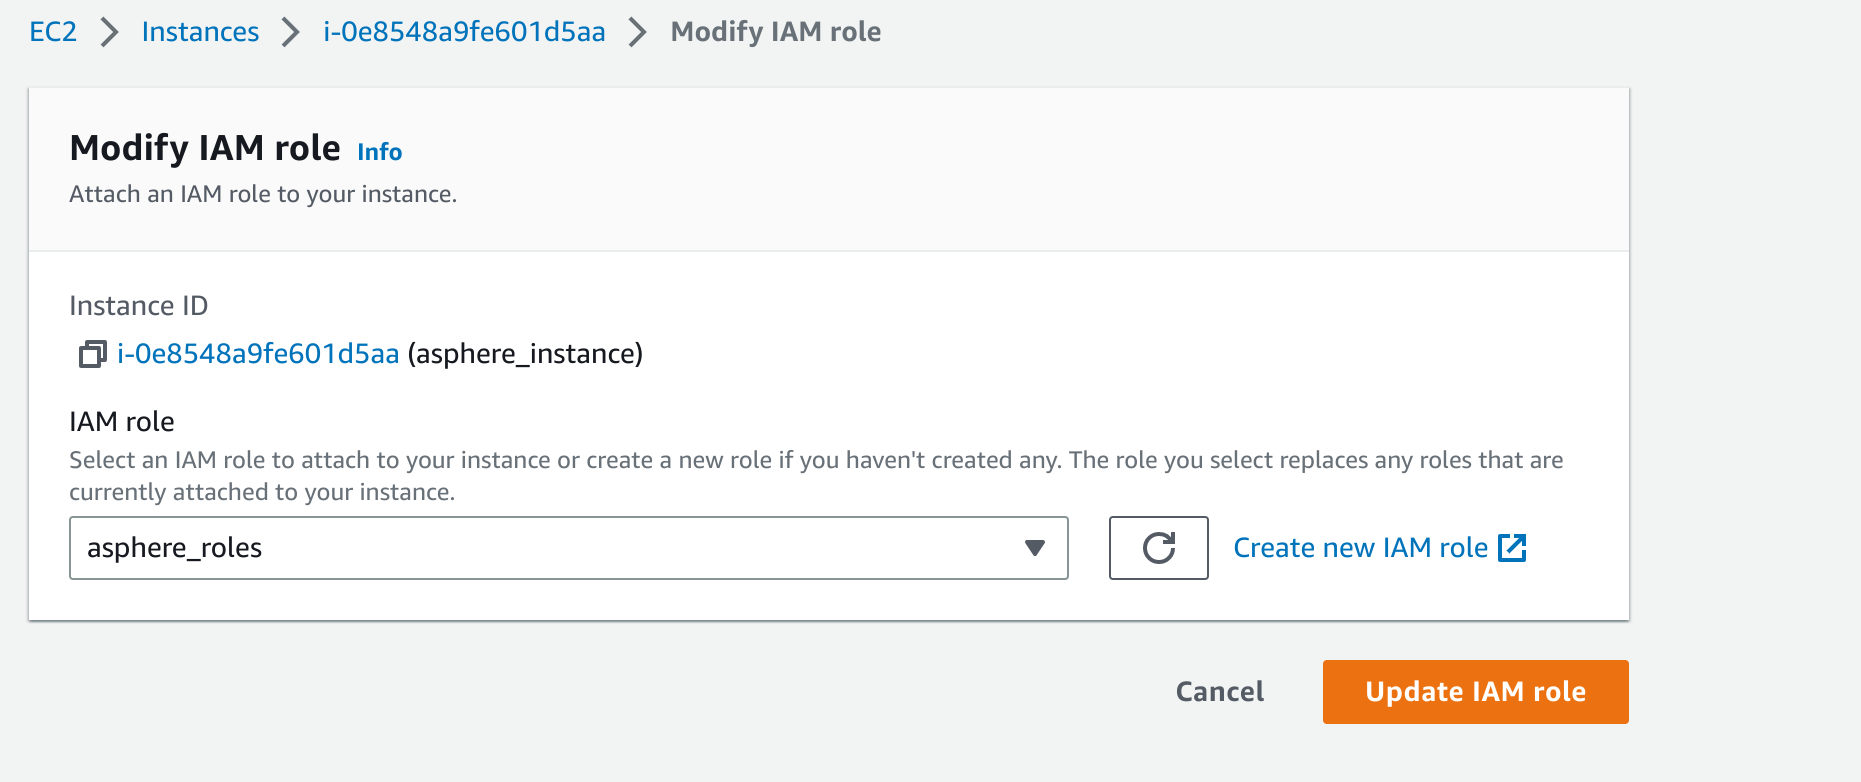 EC2 Instances i-0e8548a9fe601d5aa Modify IAM role
Modify IAM role Info
Attach an IAM role to your instance.
Instance ID
i-0e8548a9fe601d5aa (asphere_instance)
IAM role
Select an IAM role to attach to your instance or create a new role if you haven't created any. The role you select replaces any roles that are
currently attached to your instance.
asphere_roles
Create new IAM role
Cancel Update IAM role